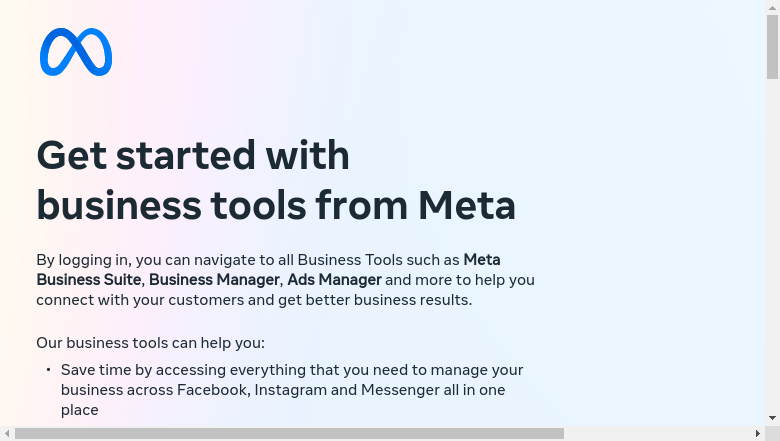 Get started with
business tools from Meta
By logging in, you can navigate to all Business Tools such as Meta
Business Suite, Business Manager, Ads Manager and more to help you
connect with your customers and get better business results.
Our business tools can help you:
• Save time by accessing everything that you need to manage your
business across Facebook, Instagram and Messenger all in one
place